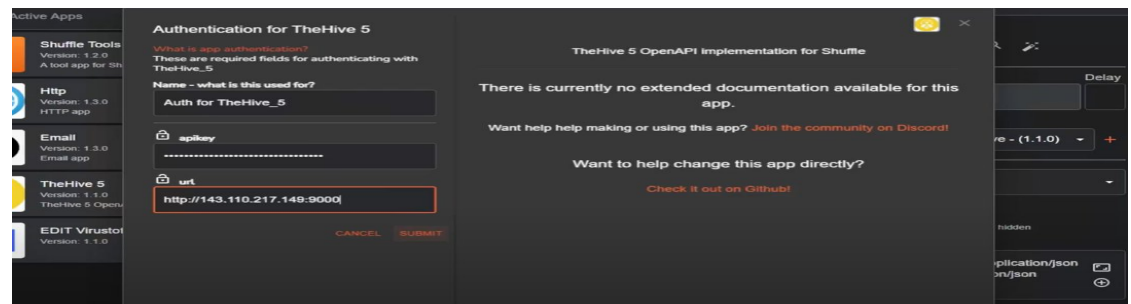 Active Apps
Shuffle Tools
Version: 1.2.0
A tool app for Sh
Http
Version: 1.3.0
HTTP app
Email
Version: 1.3.0
Email app
TheHive 5
Version: 1.1.0
TheHive 5 Open
EDIT Virustot
Version: 1.1.0
Authentication for TheHive 5
What is app authentication?
These are required fields for authenticating with
TheHive_5
Name - what is this used for?
Auth for TheHive_5
apikey
••••••••••••••••••••••••••••••••
url
http://143.110.217.149:9000
CANCEL SUBMIT
TheHive 5 OpenAPI implementation for Shuffle
There is currently no extended documentation available for this
app.
Want help help making or using this app? Join the community on Discord!
Want to help change this app directly?
Check it out on Github!
Delay
e - (1.1.0)
hidden
plication/json
n/json